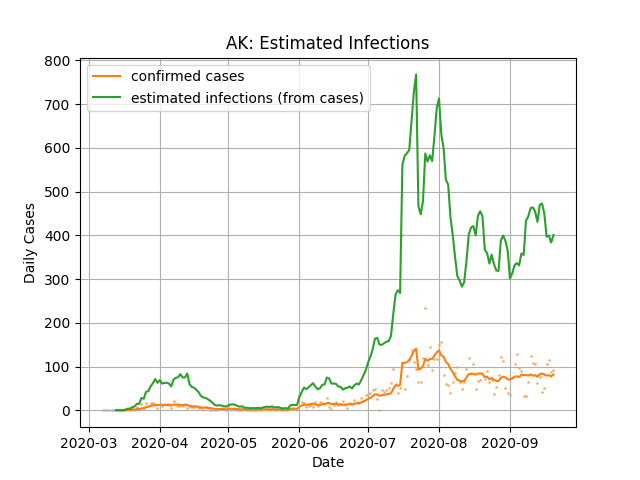 AK: Estimated Infections
confirmed cases
estimated infections (from cases)
Daily Cases
800
700
600
500
400
300
200
100
0
2020-03 2020-04 2020-05 2020-06 2020-07 2020-08 2020-09
Date